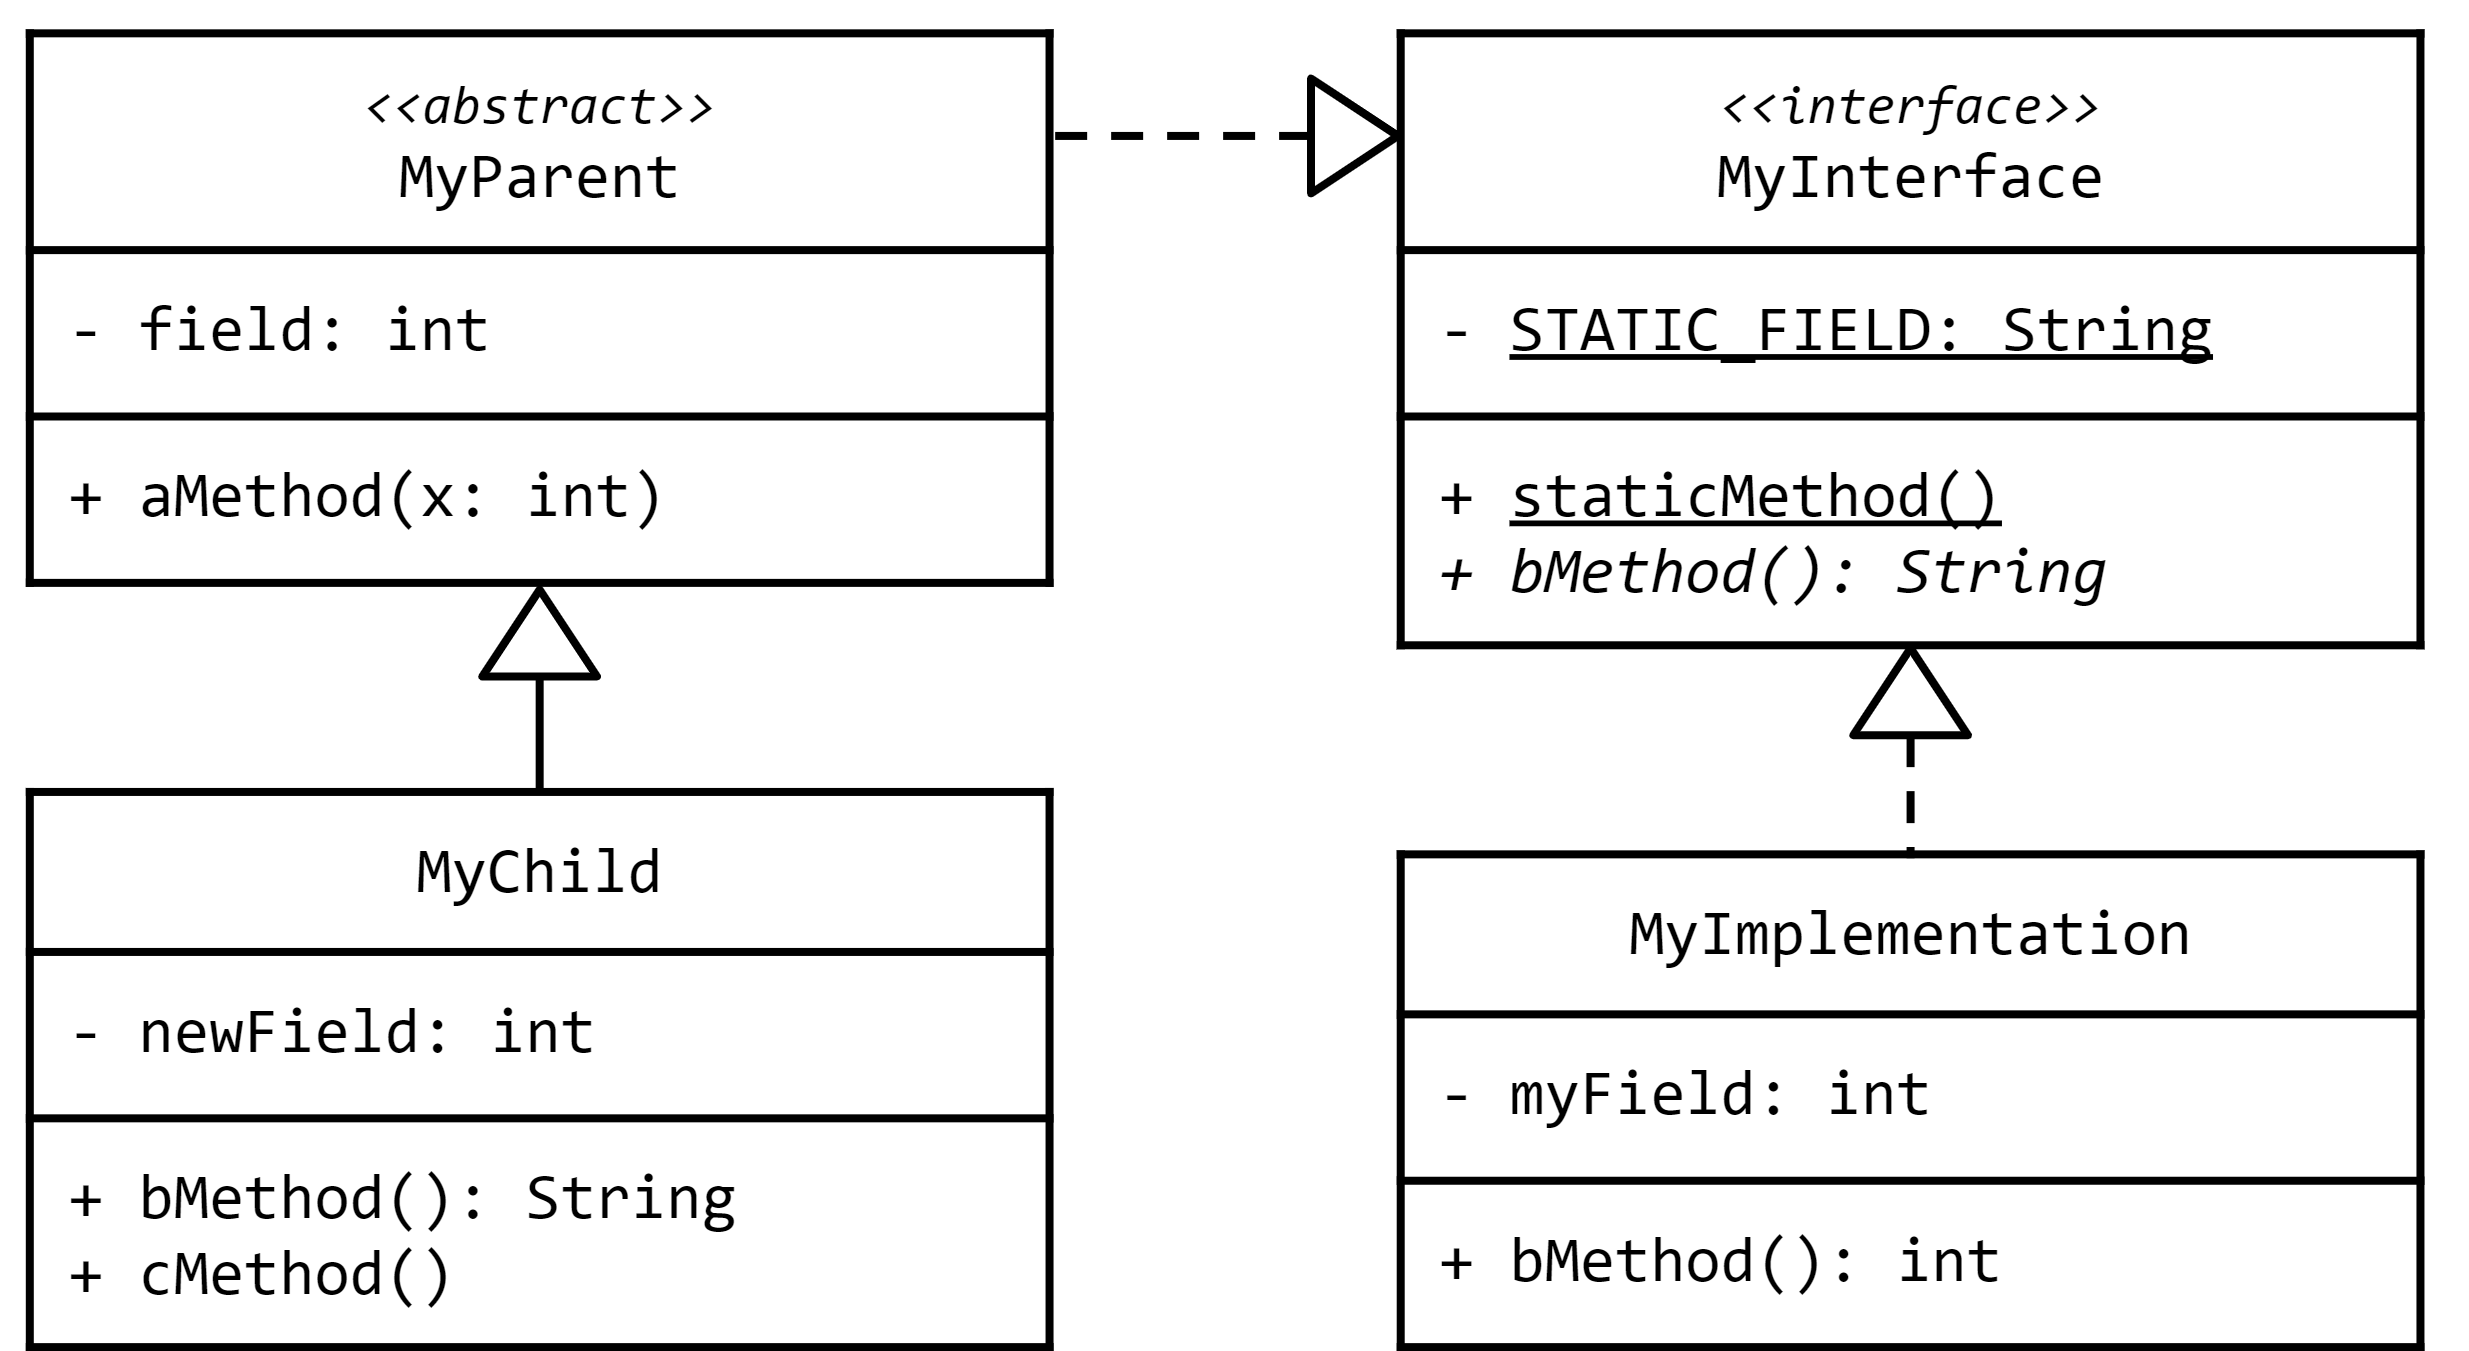 <<abstract>>
MyParent
- field: int
+ aMethod(x: int)
<<interface>>
MyInterface
- STATIC_FIELD: String
+ staticMethod()
+ bMethod(): String
MyChild
- newField: int
+ bMethod(): String
+ cMethod()
MyImplementation
- myField: int
+ bMethod(): int